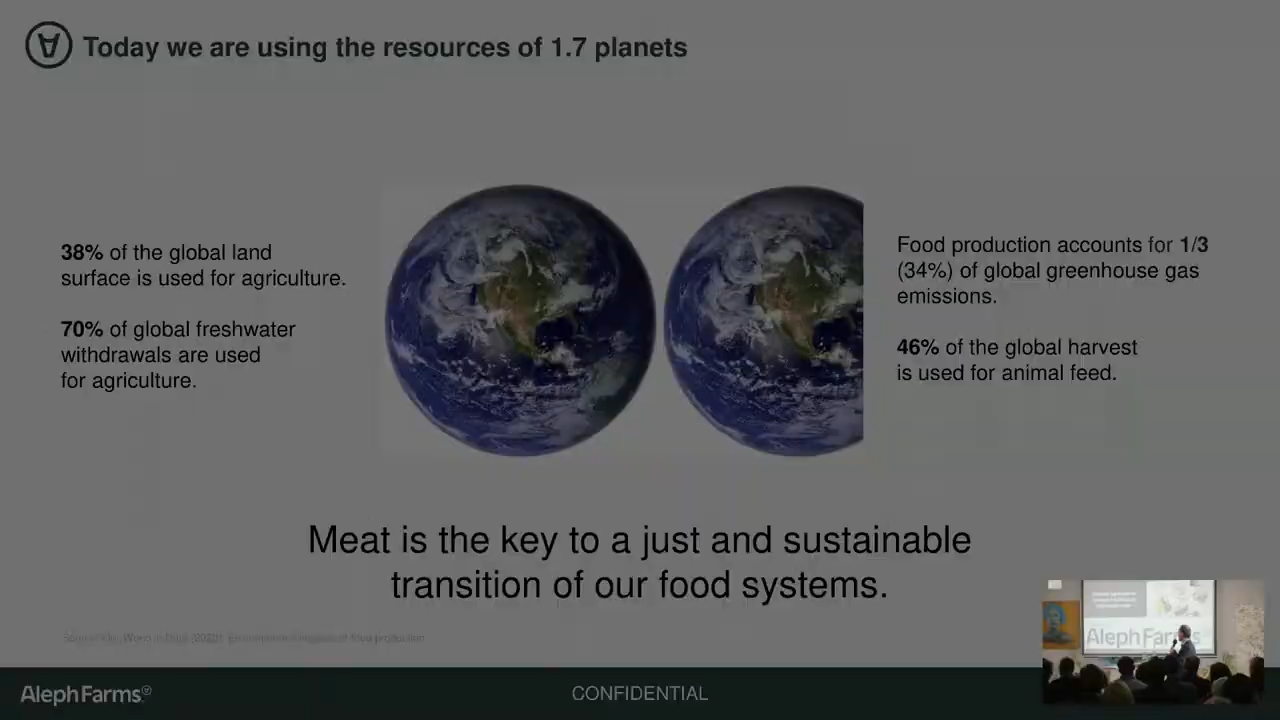 Today we are using the resources of 1.7 planets
38% of the global land
surface is used for agriculture.
70% of global freshwater
withdrawals are used
for agriculture.
Food production accounts for 1/3
(34%) of global greenhouse gas
emissions.
46% of the global harvest
is used for animal feed.
Meat is the key to a just and sustainable
transition of our food systems.
AlephFarms
CONFIDENTIAL
AlephFarms